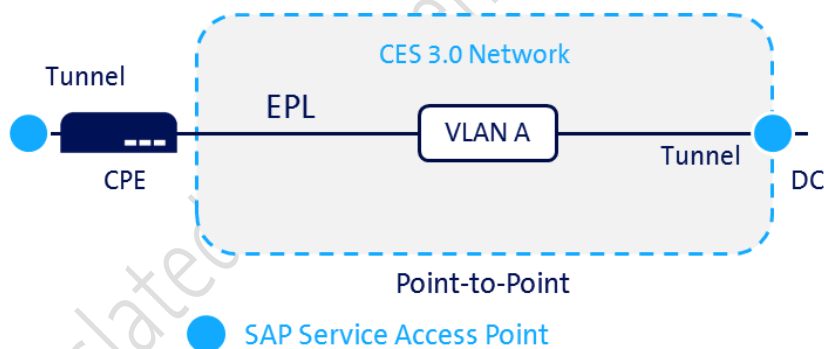 CES 3.0 Network
Tunnel
EPL
VLAN A
Tunnel
CPE
DC
Point-to-Point
SAP Service Access Point